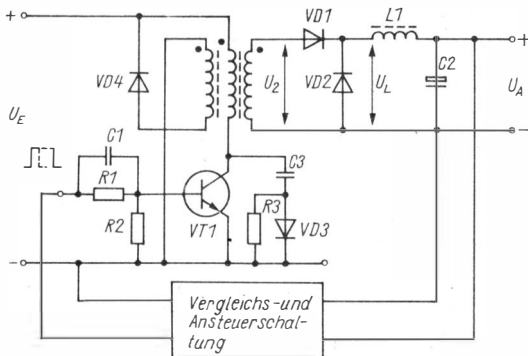 +
VD1
L1
+
VD4
U2
VD2
UL
C2
UE
UA
-
C1
C3
R1
R3
R2
VT1
VD3
-
Vergleichs- und
Ansteuerschal-
tung